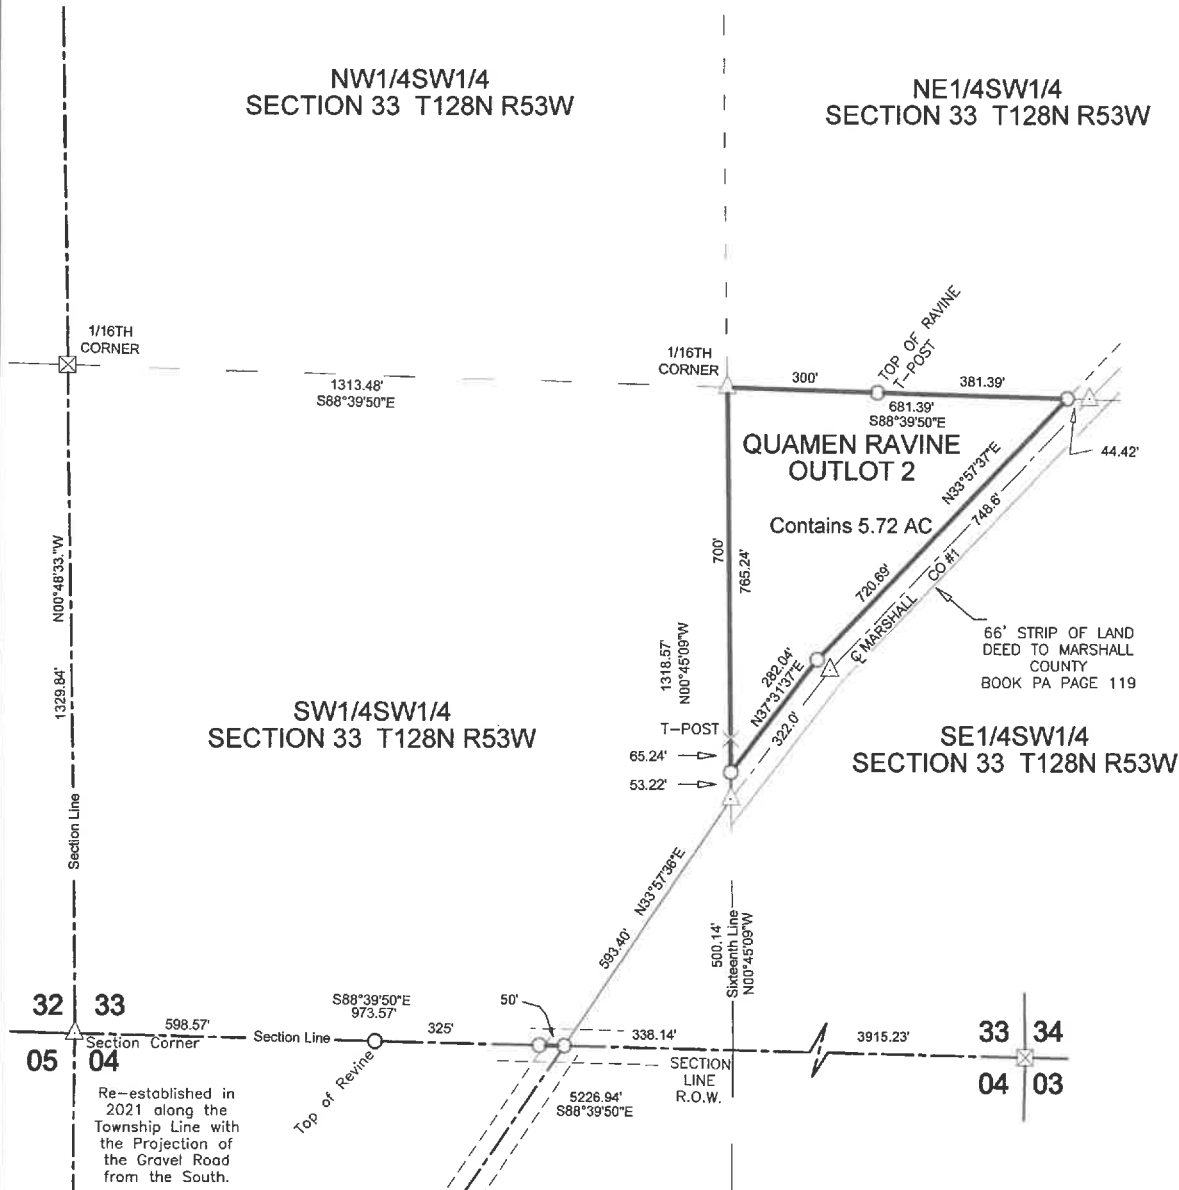 NW1/4SW1/4
SECTION 33 T128N R53W
NE1/4SW1/4
SECTION 33 T128N R53W
1/16TH
CORNER
1313.48'
S88°39'50"E
1/16TH
CORNER
300'
TOP OF RAVINE
T-POST
381.39'
681.39'
S88°39'50"E
44.42'
QUAMEN RAVINE
OUTLOT 2
Contains 5.72 AC
N33°57'37"E
748.6'
720.69'
℄ MARSHALL CO #1
700'
765.24'
N00°48'33."W
1329.84'
1318.57'
N00°45'09"W
282.04'
N37°31'37"E
322.0'
66' STRIP OF LAND
DEED TO MARSHALL
COUNTY
BOOK PA PAGE 119
SW1/4SW1/4
SECTION 33 T128N R53W
T-POST
65.24'
53.22'
SE1/4SW1/4
SECTION 33 T128N R53W
Section Line
N33°57'36"E
593.40'
500.14'
Sixteenth Line
N00°45'09"W
32 33
05 04
Section Corner
598.57'
Section Line
S88°39'50"E
973.57'
325'
50'
338.14'
3915.23'
33 34
04 03
Top of Revine
SECTION
LINE
R.O.W.
5226.94'
S88°39'50"E
Re-established in
2021 along the
Township Line with
the Projection of
the Gravel Road
from the South.